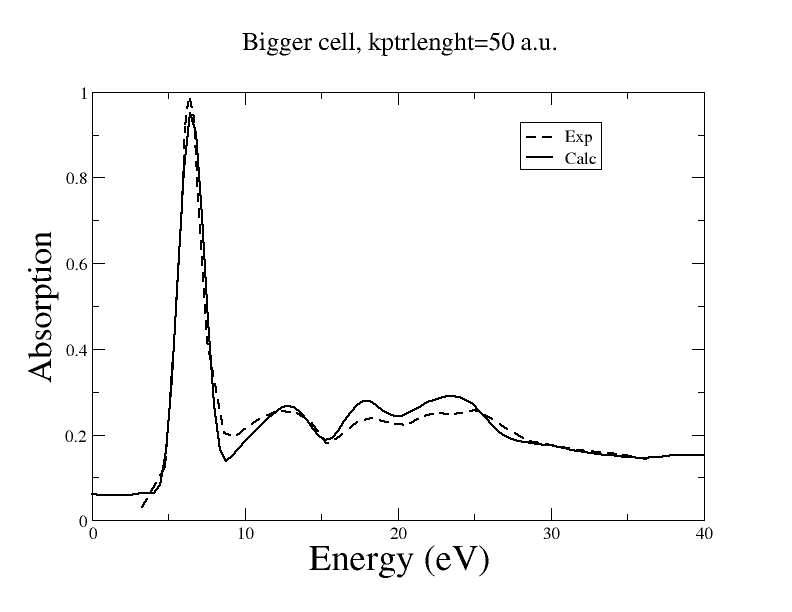 Bigger cell, kptrlenght=50 a.u.
1
Exp
Calc
0.8
0.6
0.4
0.2
0
Absorption
0 10 20 30 40
Energy (eV)